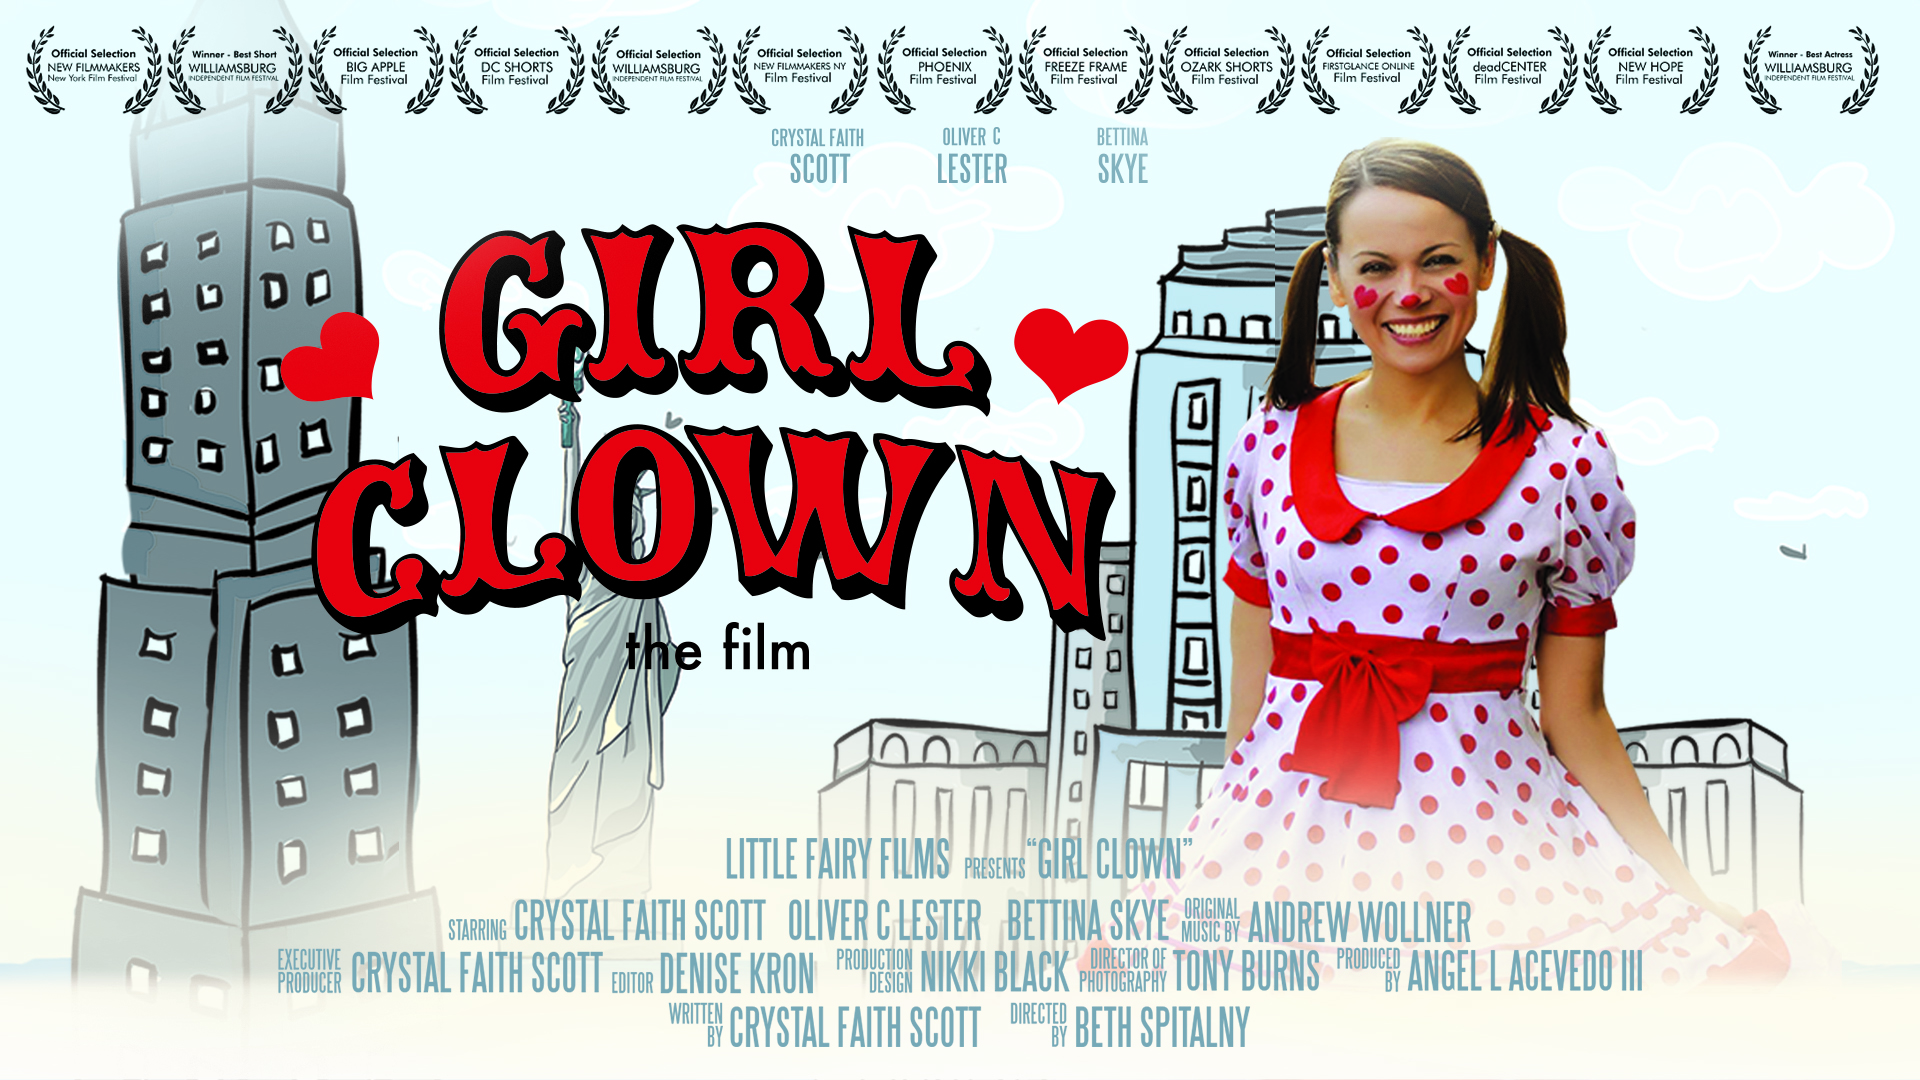 Official Selection
NEW FILMMAKERS
New York Film Festival
Winner - Best Short
WILLIAMSBURG
INDEPENDENT FILM FESTIVAL
Official Selection
BIG APPLE
Film Festival
Official Selection
DC SHORTS
Film Festival
Official Selection
WILLIAMSBURG
INDEPENDENT FILM FESTIVAL
Official Selection
NEW FILMMAKERS NY
Film Festival
Official Selection
PHOENIX
Film Festival
Official Selection
FREEZE FRAME
Film Festival
Official Selection
OZARK SHORTS
Film Festival
Official Selection
FIRSTGLANCE ONLINE
Film Festival
Official Selection
deadCENTER
Film Festival
Official Selection
NEW HOPE
Film Festival
Winner - Best Actress
WILLIAMSBURG
INDEPENDENT FILM FESTIVAL
CRYSTAL FAITH
SCOTT
OLIVER C
LESTER
BETTINA
SKYE
GIRL
CLOWN
the film
LITTLE FAIRY FILMS PRESENTS "GIRL CLOWN"
STARRING CRYSTAL FAITH SCOTT OLIVER C LESTER BETTINA SKYE ORIGINAL MUSIC BY ANDREW WOLLNER
EXECUTIVE PRODUCER CRYSTAL FAITH SCOTT EDITOR DENISE KRON PRODUCTION DESIGN NIKKI BLACK DIRECTOR OF PHOTOGRAPHY TONY BURNS PRODUCED BY ANGEL L ACEVEDO III
WRITTEN BY CRYSTAL FAITH SCOTT DIRECTED BY BETH SPITALNY